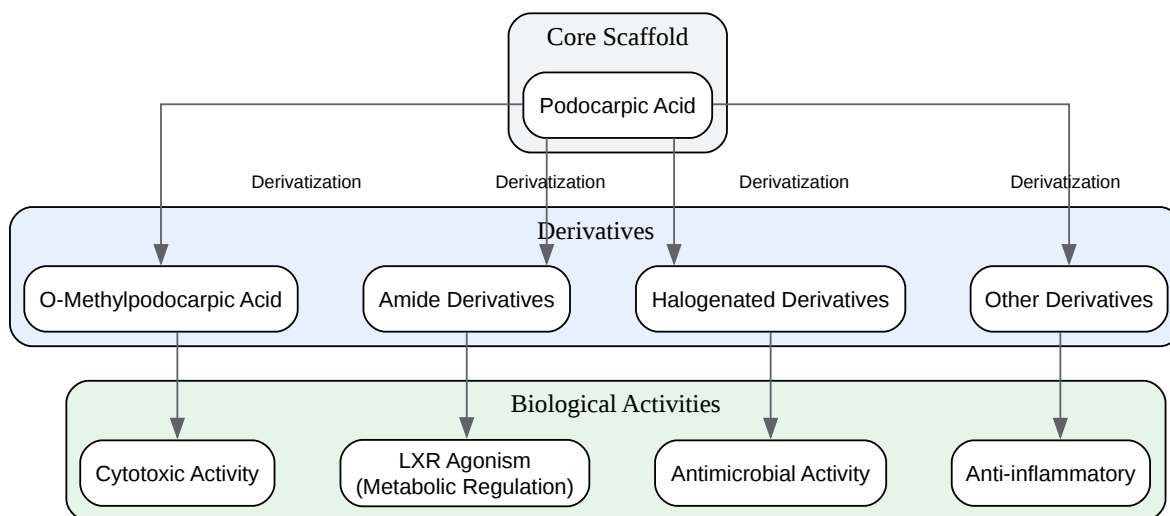 Core Scaffold
Podocarpic Acid
Derivatization
Derivatization
Derivatization
Derivatization
Derivatives
O-Methylpodocarpic Acid
Amide Derivatives
Halogenated Derivatives
Other Derivatives
Biological Activities
Cytotoxic Activity
LXR Agonism
(Metabolic Regulation)
Antimicrobial Activity
Anti-inflammatory